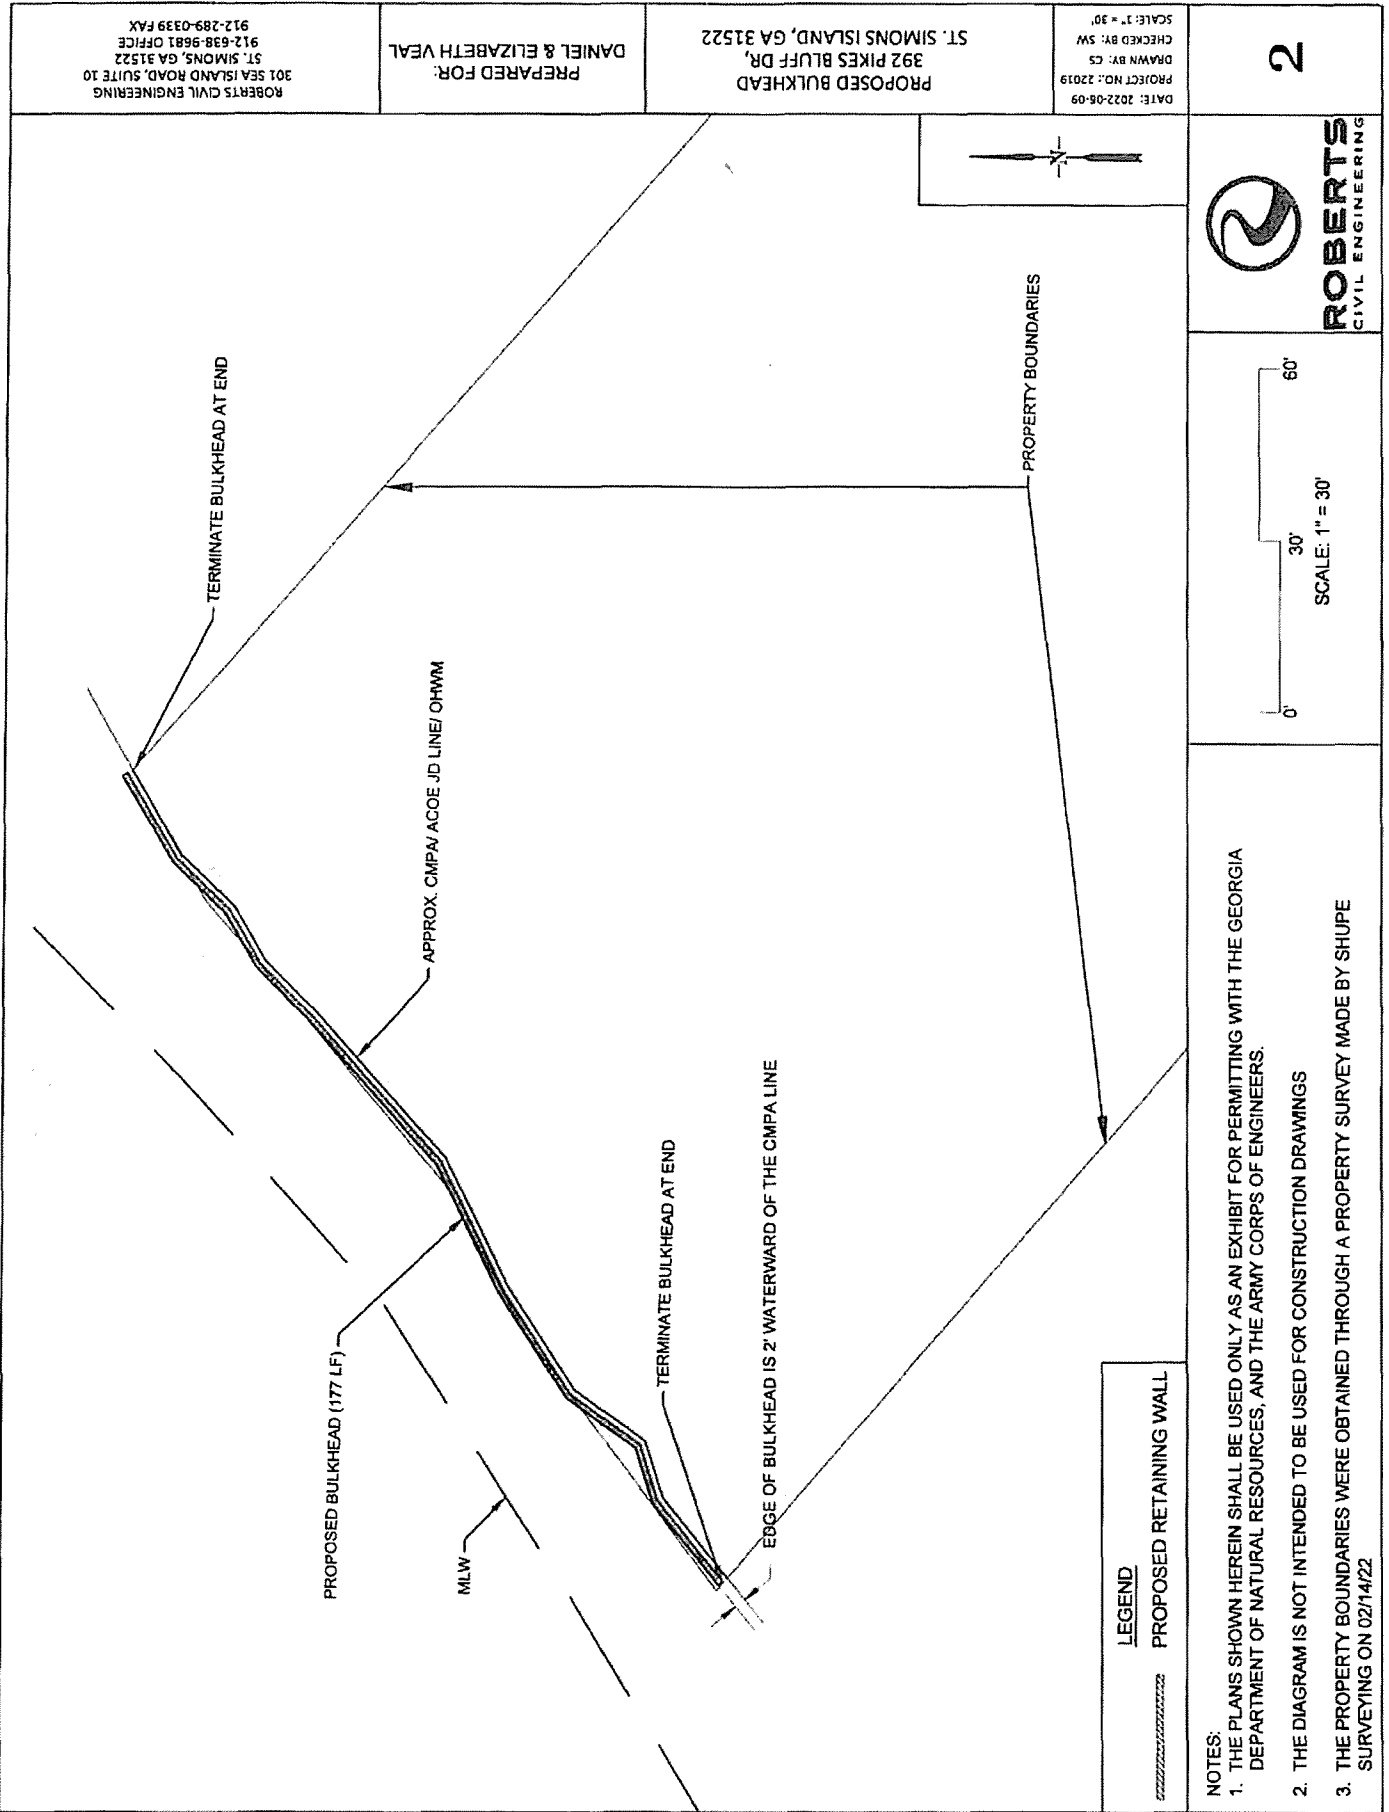 ROBERTS CIVIL ENGINEERING
301 SEA ISLAND ROAD, SUITE 10
ST. SIMONS, GA 31522
912-638-9681 OFFICE
912-289-0339 FAX
PREPARED FOR:
DANIEL & ELIZABETH VEAL
PROPOSED BULKHEAD
392 PIKES BLUFF DR,
ST. SIMONS ISLAND, GA 31522
DATE: 2022-06-09
PROJECT NO.: 22019
DRAWN BY: CS
CHECKED BY: SW
SCALE: 1" = 30'
2
TERMINATE BULKHEAD AT END
APPROX. CMPA/ ACOE JD LINE/ OHWM
PROPOSED BULKHEAD (177 LF)
MLW
TERMINATE BULKHEAD AT END
EDGE OF BULKHEAD IS 2' WATERWARD OF THE CMPA LINE
PROPERTY BOUNDARIES
N
LEGEND
PROPOSED RETAINING WALL
NOTES:
1. THE PLANS SHOWN HEREIN SHALL BE USED ONLY AS AN EXHIBIT FOR PERMITTING WITH THE GEORGIA
DEPARTMENT OF NATURAL RESOURCES, AND THE ARMY CORPS OF ENGINEERS.
2. THE DIAGRAM IS NOT INTENDED TO BE USED FOR CONSTRUCTION DRAWINGS
3. THE PROPERTY BOUNDARIES WERE OBTAINED THROUGH A PROPERTY SURVEY MADE BY SHUPE
SURVEYING ON 02/14/22
0' 30' 60'
SCALE: 1" = 30'
ROBERTS
CIVIL ENGINEERING